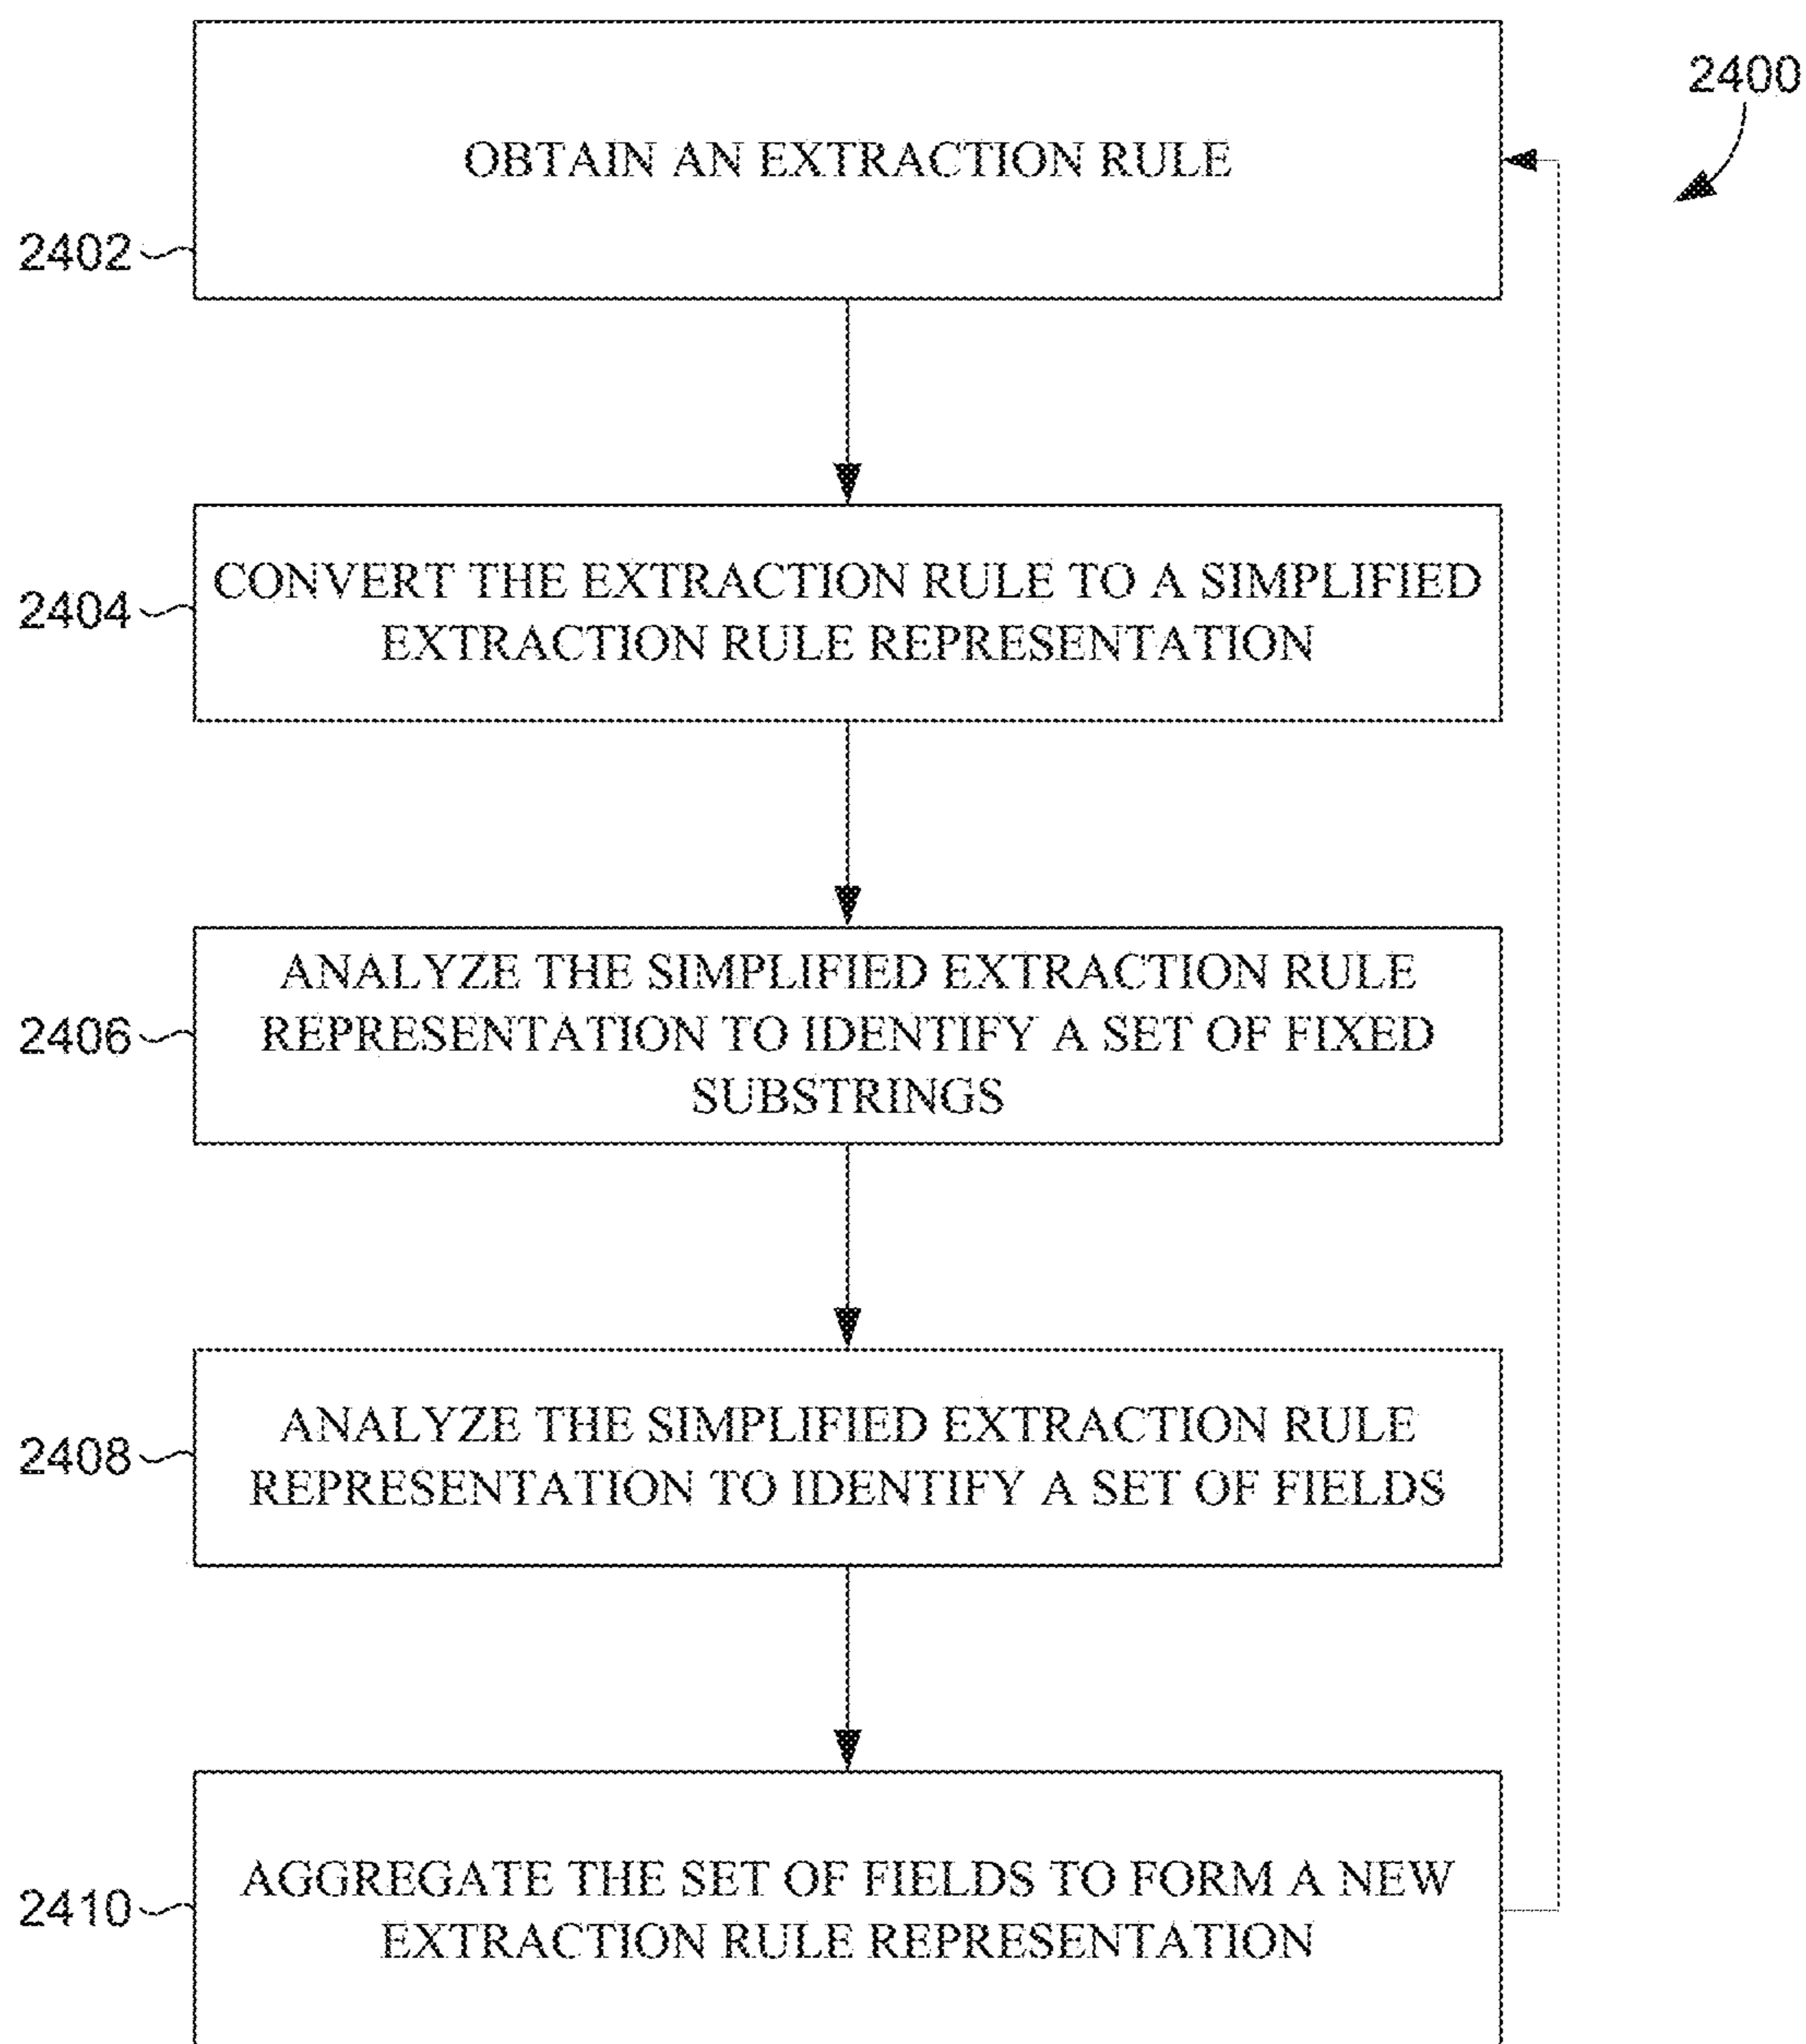 2400
OBTAIN AN EXTRACTION RULE
2402
CONVERT THE EXTRACTION RULE TO A SIMPLIFIED
EXTRACTION RULE REPRESENTATION
2404
ANALYZE THE SIMPLIFIED EXTRACTION RULE
REPRESENTATION TO IDENTIFY A SET OF FIXED
SUBSTRINGS
2406
ANALYZE THE SIMPLIFIED EXTRACTION RULE
REPRESENTATION TO IDENTIFY A SET OF FIELDS
2408
AGGREGATE THE SET OF FIELDS TO FORM A NEW
EXTRACTION RULE REPRESENTATION
2410